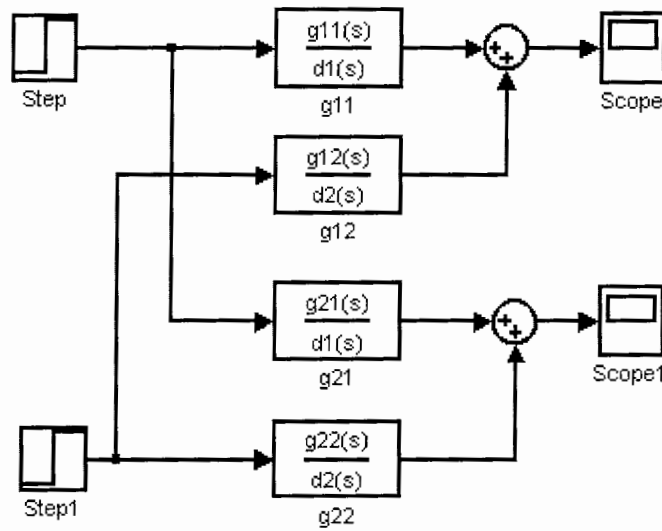 g11(s)
d1(s)
g11
Step
+
+
Scope
g12(s)
d2(s)
g12
g21(s)
d1(s)
g21
+
+
Scope1
g22(s)
d2(s)
g22
Step1